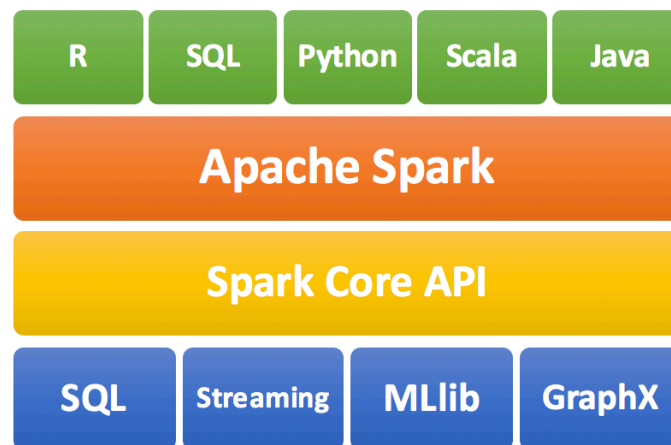 R SQL Python Scala Java
Apache Spark
Spark Core API
SQL Streaming MLlib GraphX